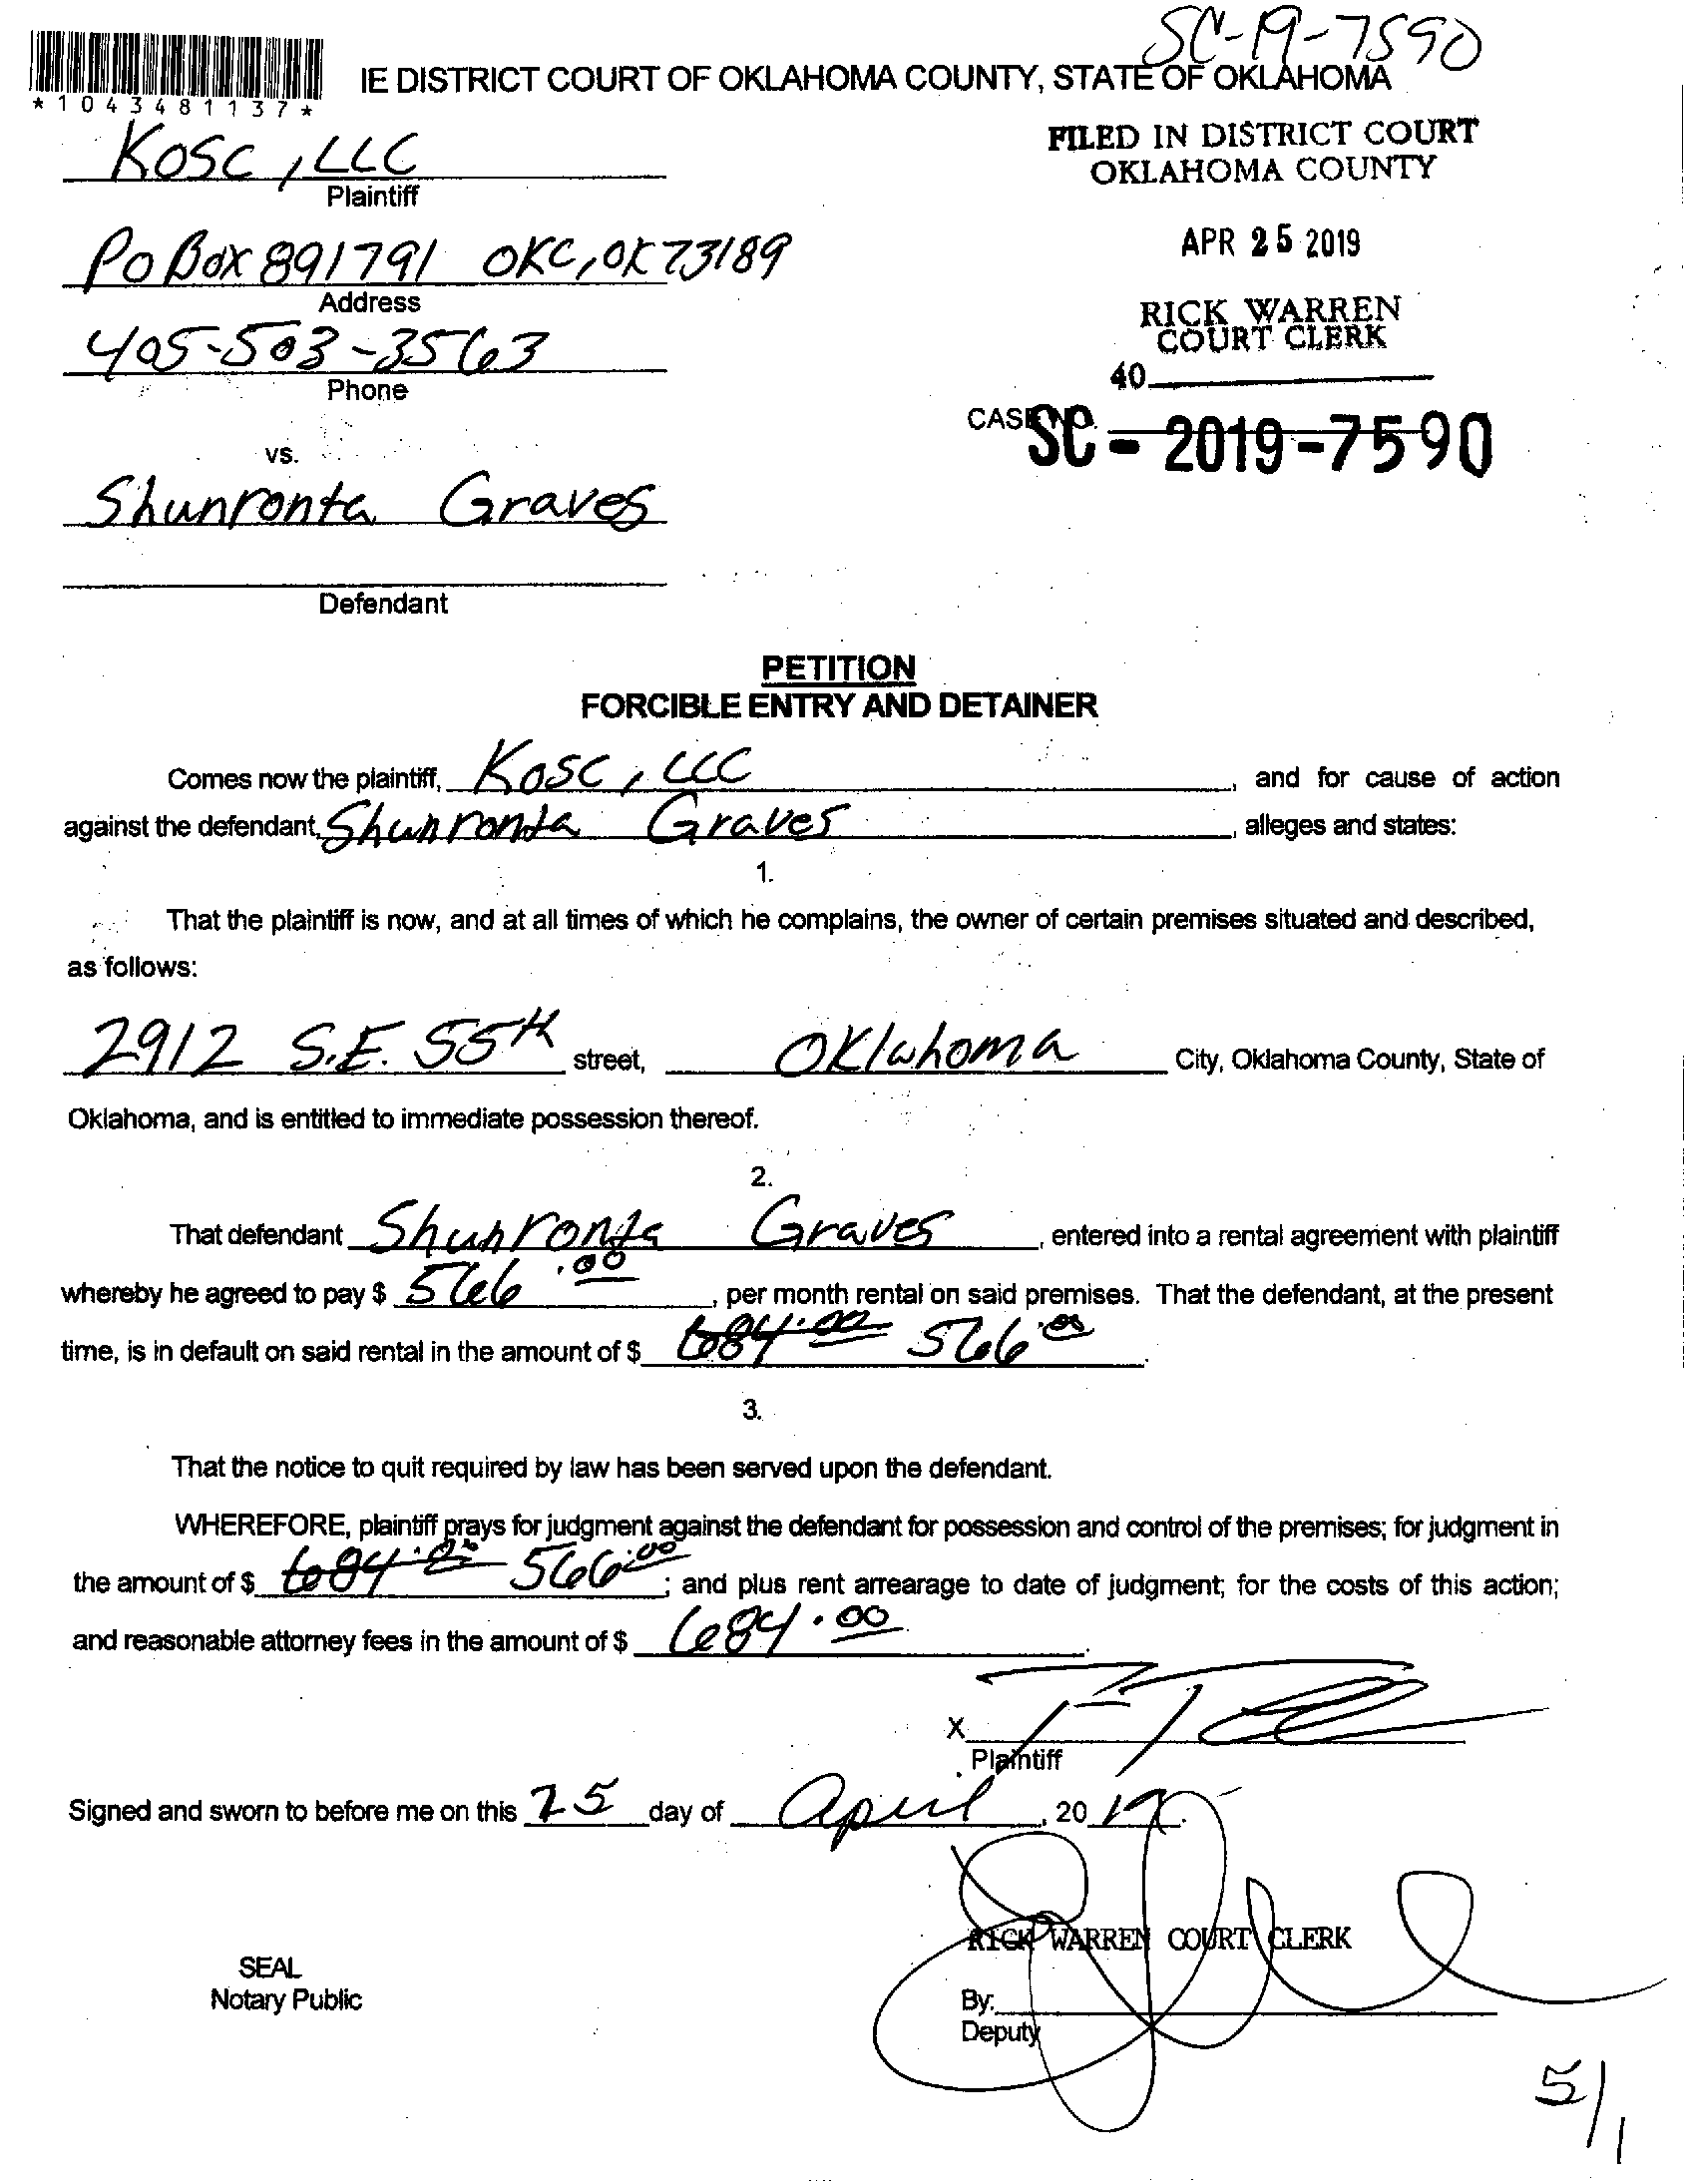 SC-19-7590
IE DISTRICT COURT OF OKLAHOMA COUNTY, STATE OF OKLAHOMA
*1043481137*
KOSC, LLC
Plaintiff
FILED IN DISTRICT COURT
OKLAHOMA COUNTY
PO Box 891791 OKC, OK 73189
Address
APR 25 2019
405-503-3563
Phone
RICK WARREN
COURT CLERK
40
CASE NO.
SC - 2019-7590
vs.
Shunronta Graves
Defendant
PETITION
FORCIBLE ENTRY AND DETAINER
Comes now the plaintiff, KOSC, LLC, and for cause of action
against the defendant, Shunronta Graves, alleges and states:
1.
That the plaintiff is now, and at all times of which he complains, the owner of certain premises situated and described,
as follows:
2912 S.E. 55th street, Oklahoma City, Oklahoma County, State of
Oklahoma, and is entitled to immediate possession thereof.
2.
That defendant Shunronta Graves, entered into a rental agreement with plaintiff
whereby he agreed to pay $ 566.00, per month rental on said premises. That the defendant, at the present
time, is in default on said rental in the amount of $ 684.00 566.00.
3.
That the notice to quit required by law has been served upon the defendant.
WHEREFORE, plaintiff prays for judgment against the defendant for possession and control of the premises; for judgment in
the amount of $ 684.00 566.00; and plus rent arrearage to date of judgment; for the costs of this action;
and reasonable attorney fees in the amount of $ 684.00.
X
Plaintiff
Signed and sworn to before me on this 25 day of April, 20 19.
RICK WARREN COURT CLERK
SEAL
Notary Public
By:
Deputy
5/1